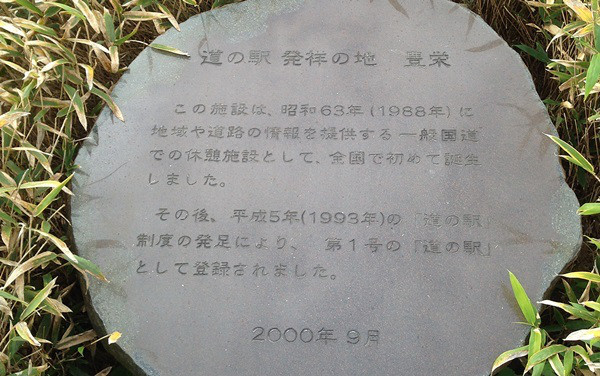 道の駅 発祥の地 豊栄
この施設は、昭和63年(1988年)に
地域や道路の情報を提供する一般国道
での休憩施設として、全国で初めて誕生
しました。
その後、平成5年(1993年)の「道の駅」
制度の発足により、 第1号の「道の駅」
として登録されました。
2000年 9月